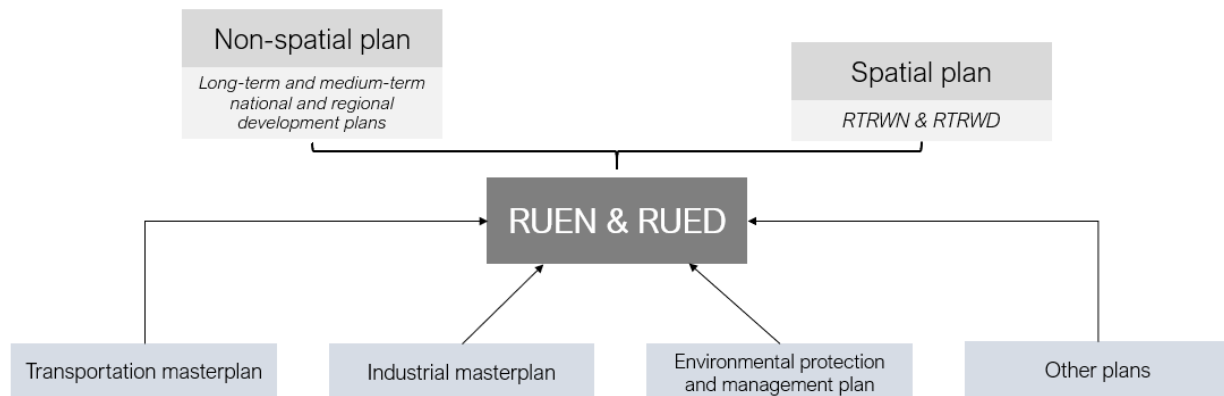 Non-spatial plan
Long-term and medium-term
national and regional
development plans
Spatial plan
RTRWN & RTRWD
RUEN & RUED
Transportation masterplan
Industrial masterplan
Environmental protection
and management plan
Other plans